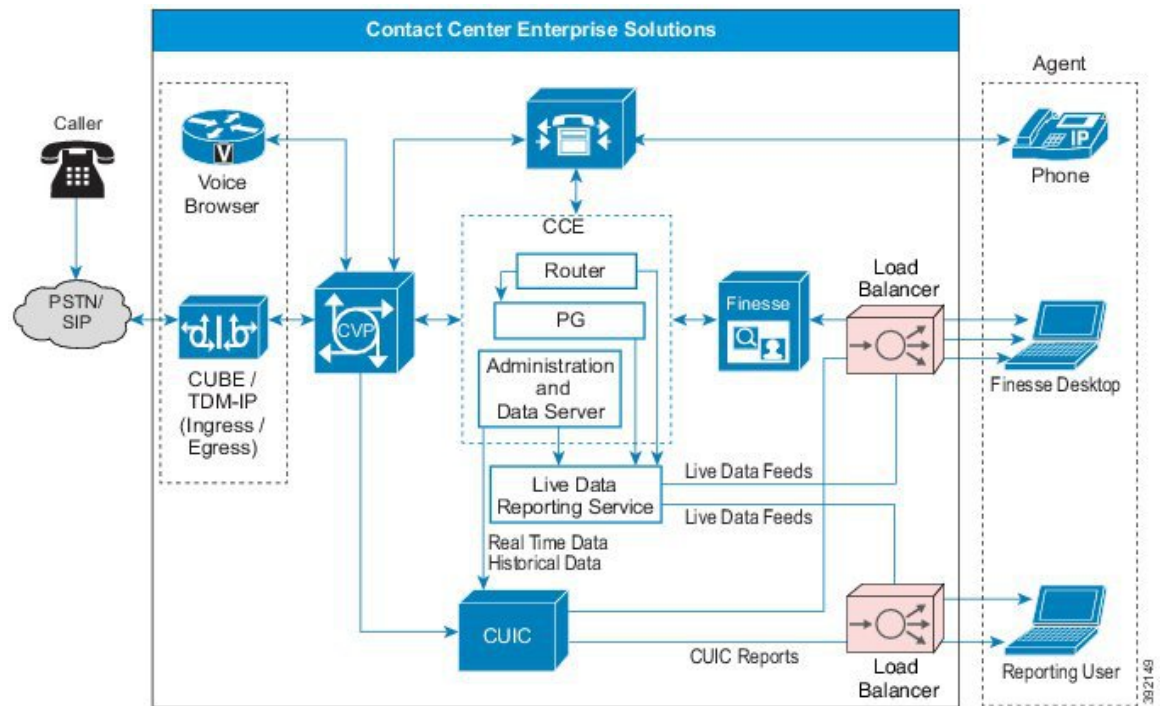 Contact Center Enterprise Solutions
Caller
PSTN/
SIP
V
Voice
Browser
CUBE /
TDM-IP
(Ingress /
Egress)
CVP
CCE
Router
PG
Administration
and
Data Server
Live Data
Reporting Service
Real Time Data
Historical Data
CUIC
Finesse
Load
Balancer
Live Data Feeds
Live Data Feeds
CUIC Reports
Load
Balancer
Agent
IP
Phone
Finesse Desktop
Reporting User
392149